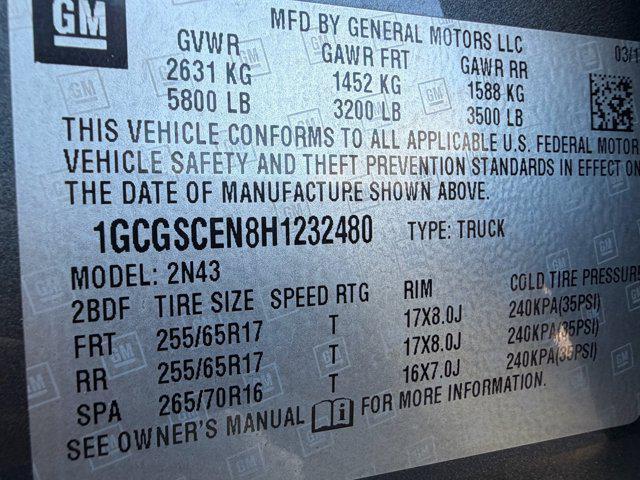 GM
MFD BY GENERAL MOTORS LLC
03/1
GVWR GAWR FRT GAWR RR
2631 KG 1452 KG 1588 KG
5800 LB 3200 LB 3500 LB
THIS VEHICLE CONFORMS TO ALL APPLICABLE U.S. FEDERAL MOTOR
VEHICLE SAFETY AND THEFT PREVENTION STANDARDS IN EFFECT ON
THE DATE OF MANUFACTURE SHOWN ABOVE.
1GCGSCEN8H1232480 TYPE: TRUCK
MODEL: 2N43
2BDF TIRE SIZE SPEED RTG RIM COLD TIRE PRESSURE
FRT 255/65R17 T 17X8.0J 240KPA(35PSI)
RR 255/65R17 T 17X8.0J 240KPA(35PSI)
SPA 265/70R16 T 16X7.0J 240KPA(35PSI)
SEE OWNER'S MANUAL FOR MORE INFORMATION.